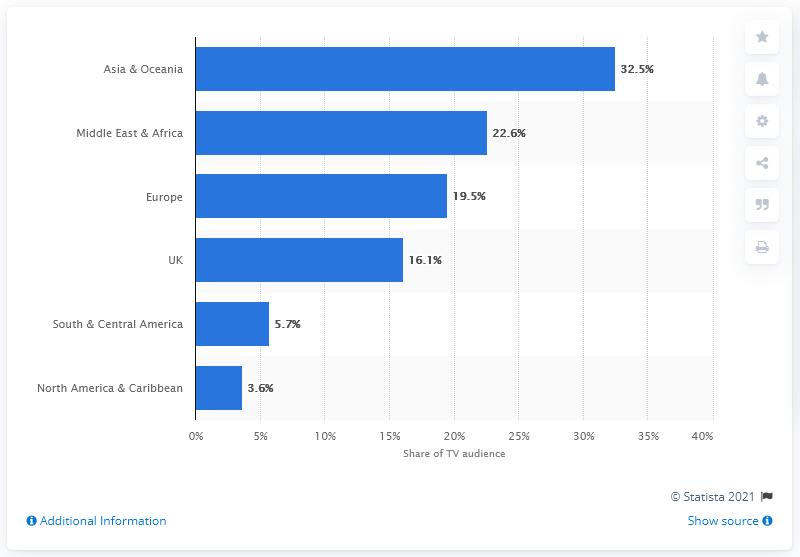 Asia & Oceania 32.5%
Middle East & Africa 22.6%
Europe 19.5%
UK 16.1%
South & Central America 5.7%
North America & Caribbean 3.6%
0% 5% 10% 15% 20% 25% 30% 35% 40%
Share of TV audience
© Statista 2021
Additional Information Show source